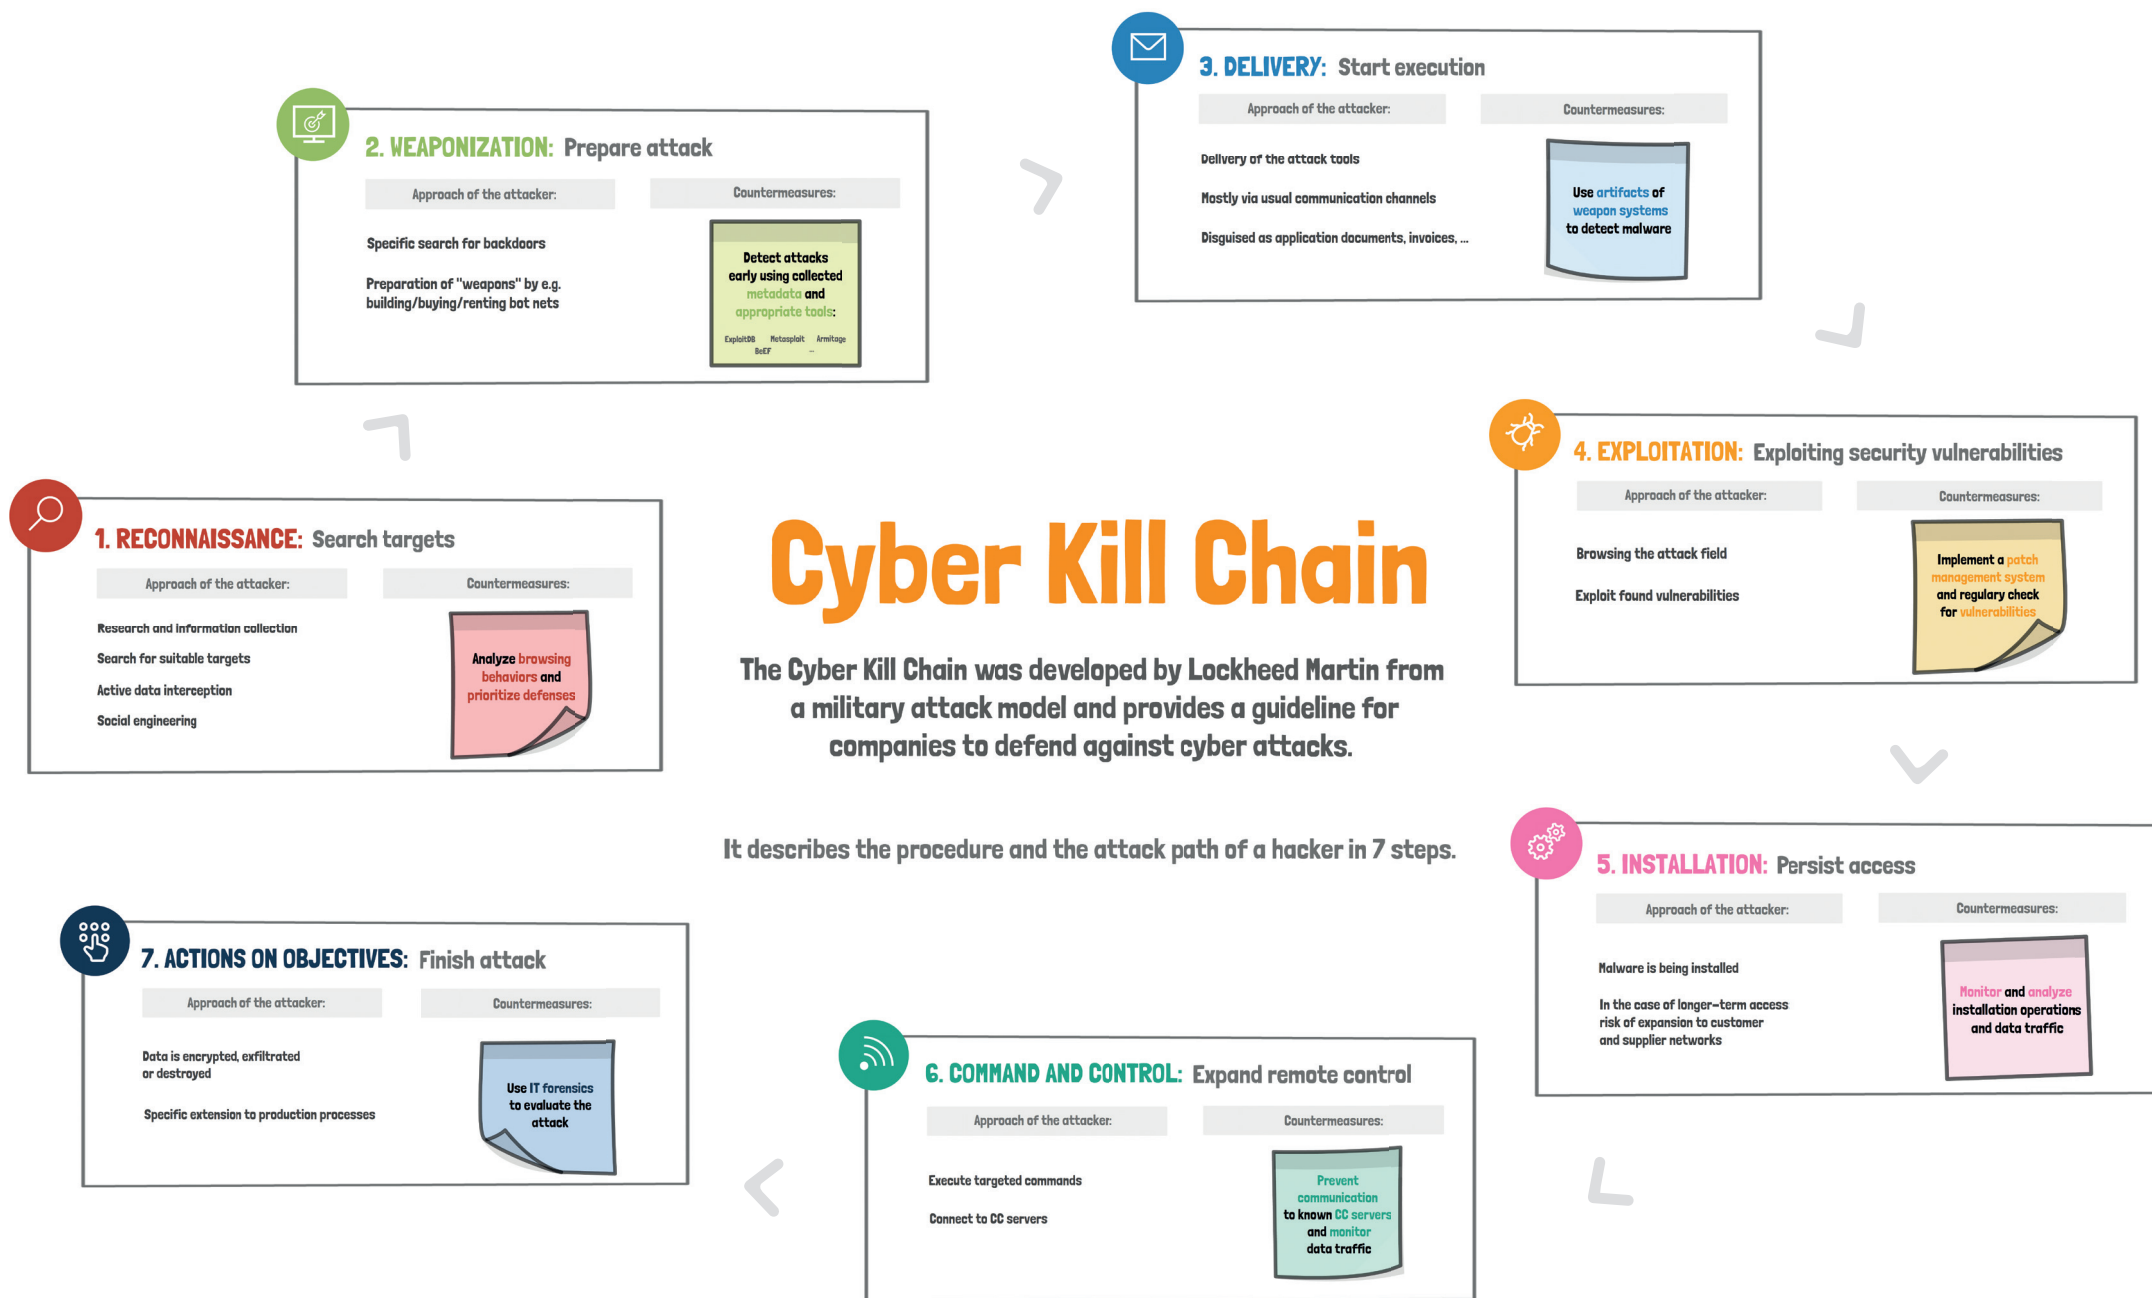 Cyber Kill Chain
The Cyber Kill Chain was developed by Lockheed Martin from
a military attack model and provides a guideline for
companies to defend against cyber attacks.
It describes the procedure and the attack path of a hacker in 7 steps.
1. RECONNAISSANCE: Search targets
Approach of the attacker:
Research and information collection
Search for suitable targets
Active data interception
Social engineering
Countermeasures:
Analyze browsing
behaviors and
prioritize defenses
2. WEAPONIZATION: Prepare attack
Approach of the attacker:
Specific search for backdoors
Preparation of "weapons" by e.g.
building/buying/renting bot nets
Countermeasures:
Detect attacks
early using collected
metadata and
appropriate tools:
ExploitDB Metasploit Armitage
BeEF ...
3. DELIVERY: Start execution
Approach of the attacker:
Delivery of the attack tools
Mostly via usual communication channels
Disguised as application documents, invoices, ...
Countermeasures:
Use artifacts of
weapon systems
to detect malware
4. EXPLOITATION: Exploiting security vulnerabilities
Approach of the attacker:
Browsing the attack field
Exploit found vulnerabilities
Countermeasures:
Implement a patch
management system
and regulary check
for vulnerabilities
5. INSTALLATION: Persist access
Approach of the attacker:
Malware is being installed
In the case of longer-term access
risk of expansion to customer
and supplier networks
Countermeasures:
Monitor and analyze
installation operations
and data traffic
6. COMMAND AND CONTROL: Expand remote control
Approach of the attacker:
Execute targeted commands
Connect to CC servers
Countermeasures:
Prevent
communication
to known CC servers
and monitor
data traffic
7. ACTIONS ON OBJECTIVES: Finish attack
Approach of the attacker:
Data is encrypted, exfiltrated
or destroyed
Specific extension to production processes
Countermeasures:
Use IT forensics
to evaluate the
attack